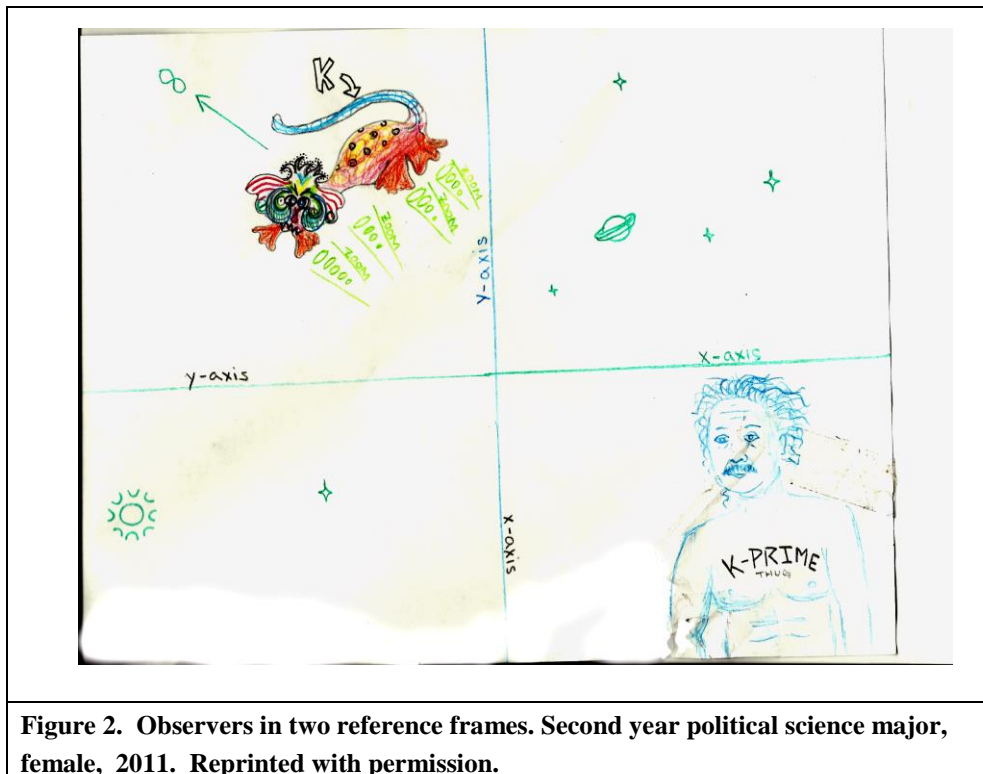 ∞
K
ZOOM
ZOOM
ZOOM
ZOOM
Y-axis
x-axis
y-axis
x-axis
K-PRIME
Figure 2. Observers in two reference frames. Second year political science major,
female, 2011. Reprinted with permission.